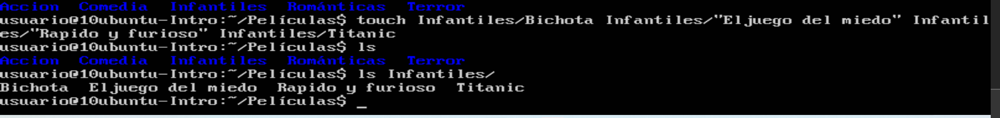 Accion  Comedia  Infantiles  Románticas  Terror
usuario@10ubuntu-Intro:~/Películas$ touch Infantiles/Bichota Infantiles/"Eljuego del miedo" Infantil
es/"Rapido y furioso" Infantiles/Titanic
usuario@10ubuntu-Intro:~/Películas$ ls
Accion  Comedia  Infantiles  Románticas  Terror
usuario@10ubuntu-Intro:~/Películas$ ls Infantiles/
Bichota  Eljuego del miedo  Rapido y furioso  Titanic
usuario@10ubuntu-Intro:~/Películas$ _